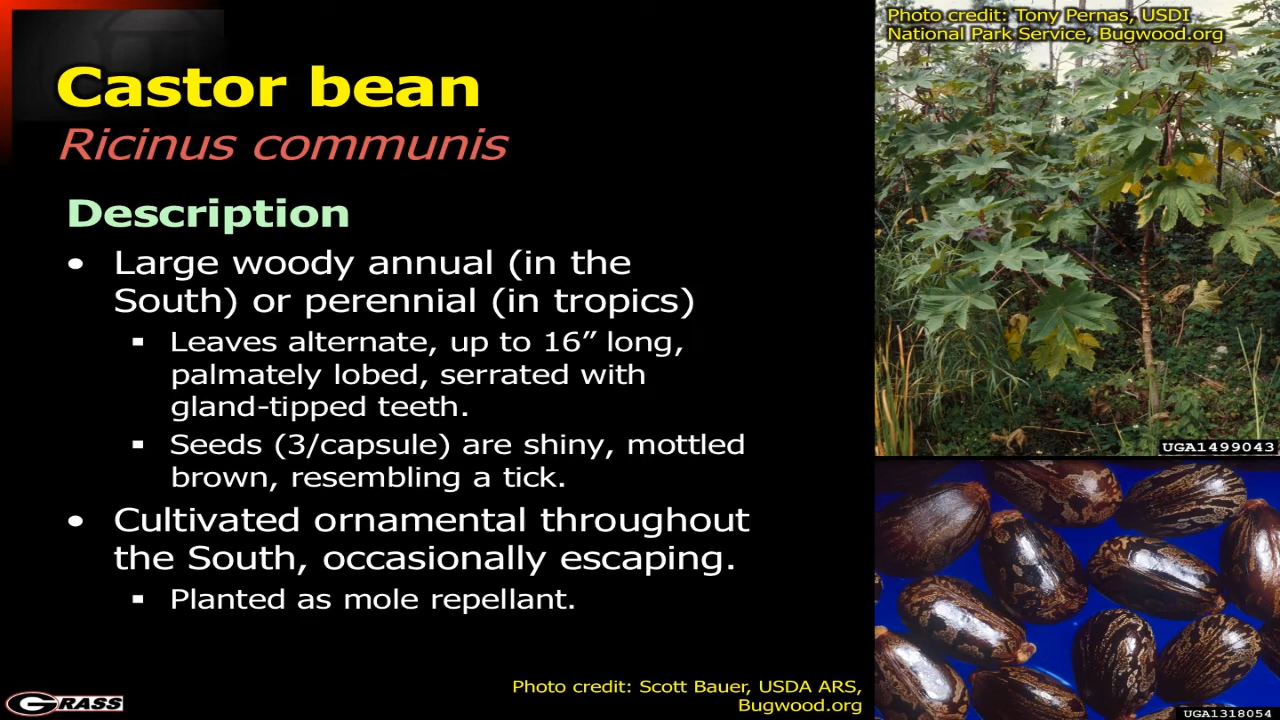 Photo credit: Tony Pernas, USDI
National Park Service, Bugwood.org
Castor bean
Ricinus communis
Description
• Large woody annual (in the
South) or perennial (in tropics)
▪ Leaves alternate, up to 16” long,
palmately lobed, serrated with
gland-tipped teeth.
▪ Seeds (3/capsule) are shiny, mottled
brown, resembling a tick.
• Cultivated ornamental throughout
the South, occasionally escaping.
▪ Planted as mole repellant.
UGA1499043
Photo credit: Scott Bauer, USDA ARS,
Bugwood.org
GRASS
UGA1318054